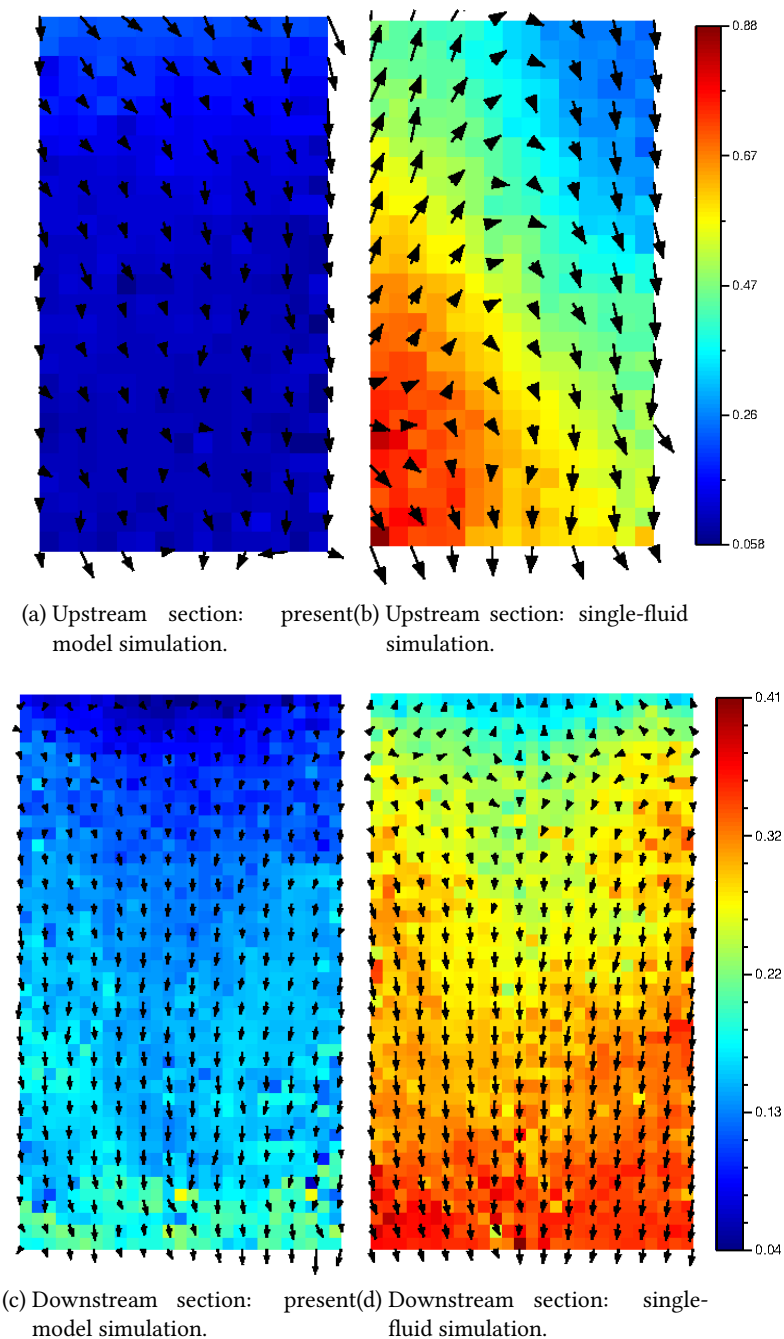 0.88
0.67
0.47
0.26
0.058
(a) Upstream section: present
model simulation.
(b) Upstream section: single-fluid
simulation.
0.41
0.32
0.22
0.13
0.04
(c) Downstream section: present
model simulation.
(d) Downstream section: single-
fluid simulation.